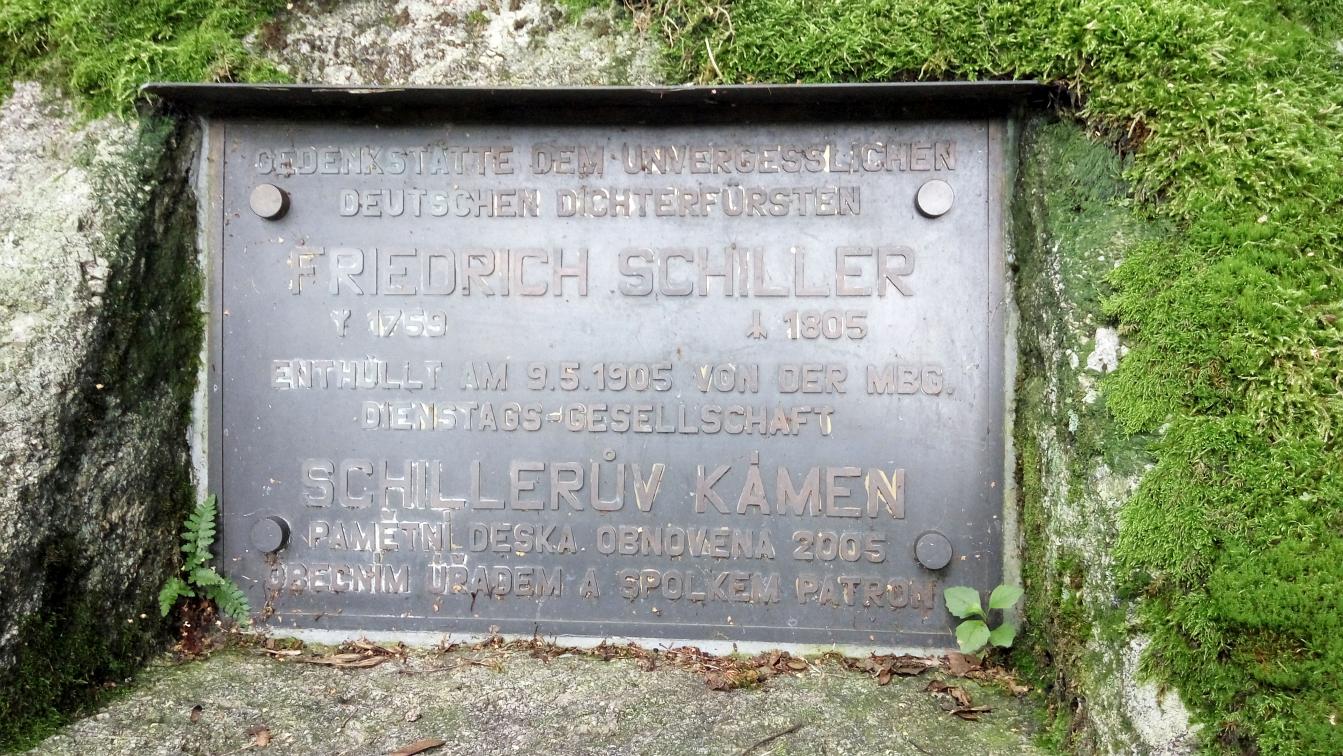 GEDENKSTÄTTE DEM UNVERGESSLICHEN
DEUTSCHEN DICHTERFÜRSTEN
FRIEDRICH SCHILLER
ᛉ 1759 ᛣ 1805
ENTHÜLLT AM 9.5.1905 VON DER MBG.
DIENSTAGS-GESELLSCHAFT
SCHILLERŮV KÁMEN
PAMĚTNÍ DESKA OBNOVENA 2005
OBECNÍM ÚŘADEM A SPOLKEM PATRON